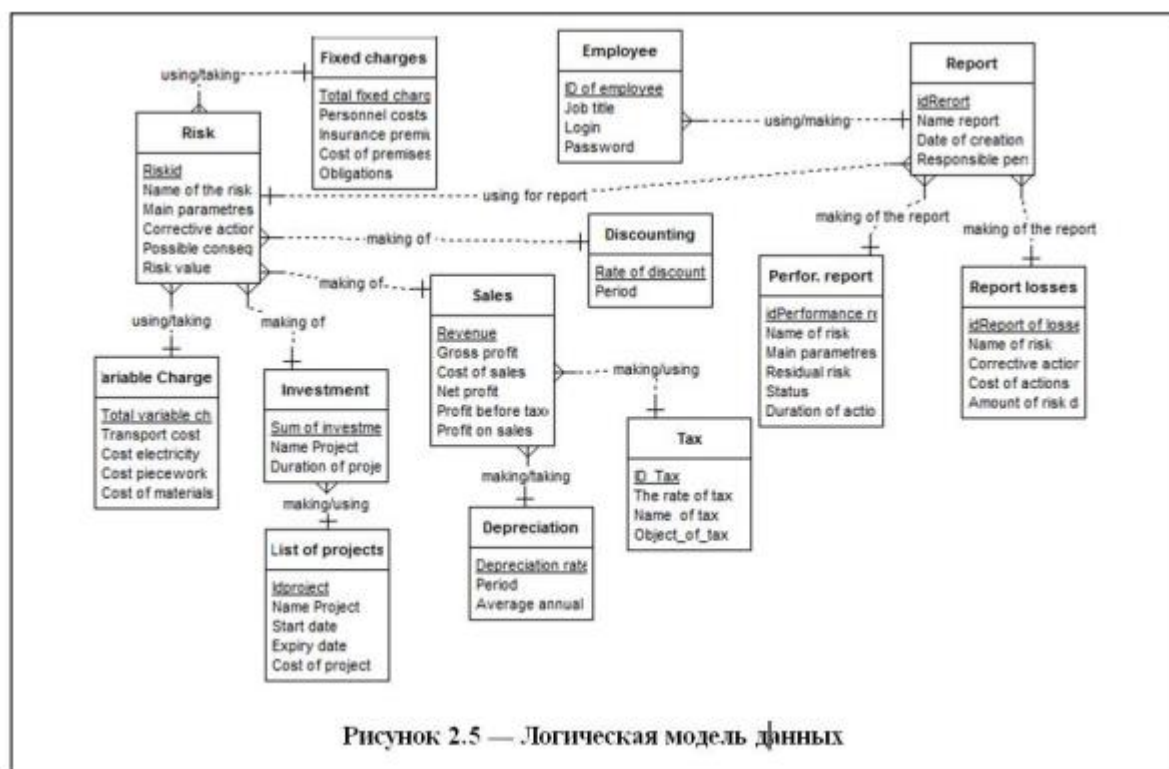 Fixed charges
Total fixed charg
Personnel costs
Insurance premiu
Cost of premises
Obligations
using/taking
Risk
Riskid
Name of the risk
Main parametres
Corrective action
Possible conseq
Risk value
Employee
ID of employee
Job title
Login
Password
using/making
Report
idRerort
Name report
Date of creation
Responsible pers
using for report
making of
Discounting
Rate of discount
Period
making of the report
making of the report
Perfor. report
idPerformance re
Name of risk
Main parametres
Residual risk
Status
Duration of actio
Report losses
idReport of losse
Name of risk
Corrective action
Cost of actions
Amount of risk d
making of
Sales
Revenue
Gross profit
Cost of sales
Net profit
Profit before taxe
Profit on sales
using/taking
ariable Charge
Total variable ch
Transport cost
Cost electricity
Cost piecework
Cost of materials
making of
Investment
Sum of investme
Name Project
Duration of proje
making/using
List of projects
Idproject
Name Project
Start date
Expiry date
Cost of project
making/taking
Depreciation
Depreciation rate
Period
Average annual
making/using
Tax
ID_Tax
The rate of tax
Name of tax
Object_of_tax
Рисунок 2.5 — Логическая модель данных